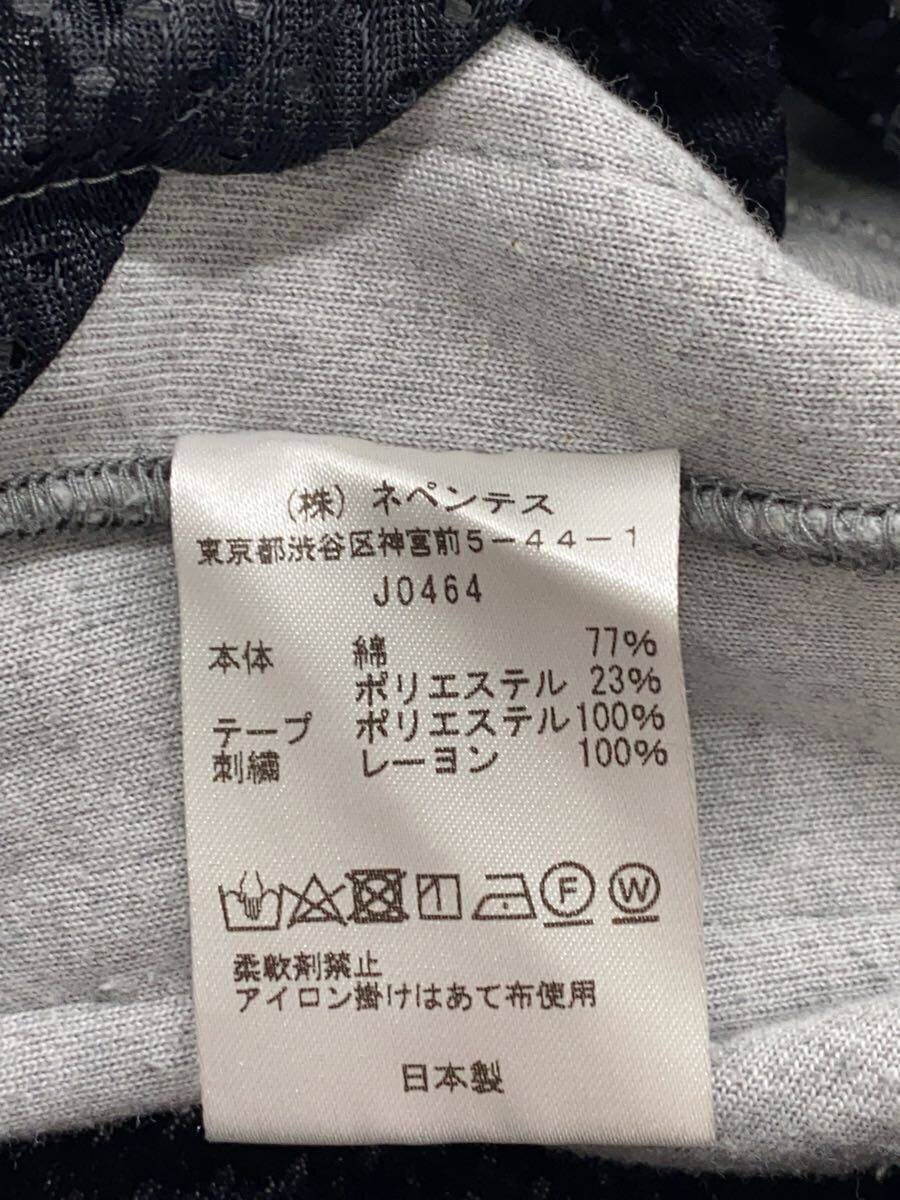 (株)ネペンテス
東京都渋谷区神宮前5-44-1
J0464
本体 綿 77%
ポリエステル 23%
テープ ポリエステル 100%
刺繍 レーヨン 100%
F W
柔軟剤禁止
アイロン掛けはあて布使用
日本製